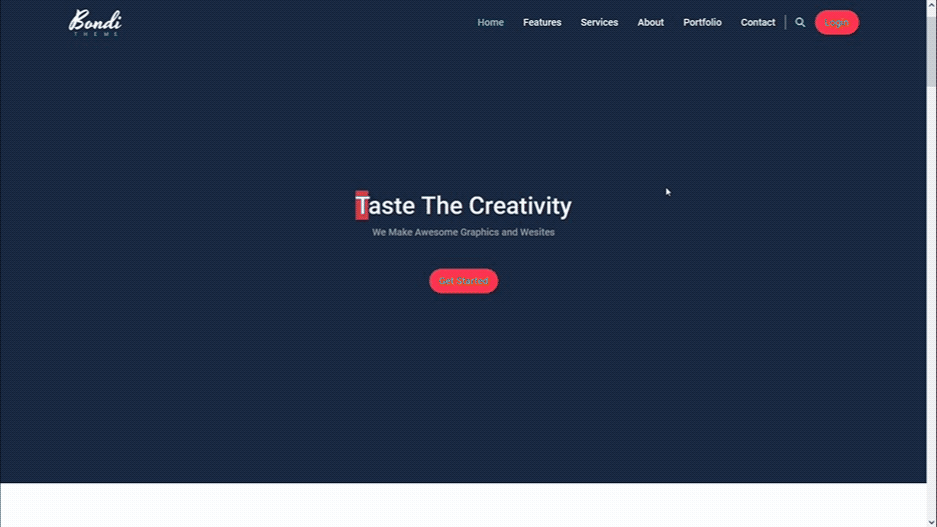 Bondi
THEME
Home Features Services About Portfolio Contact Login
Taste The Creativity
We Make Awesome Graphics and Wesites
Get started